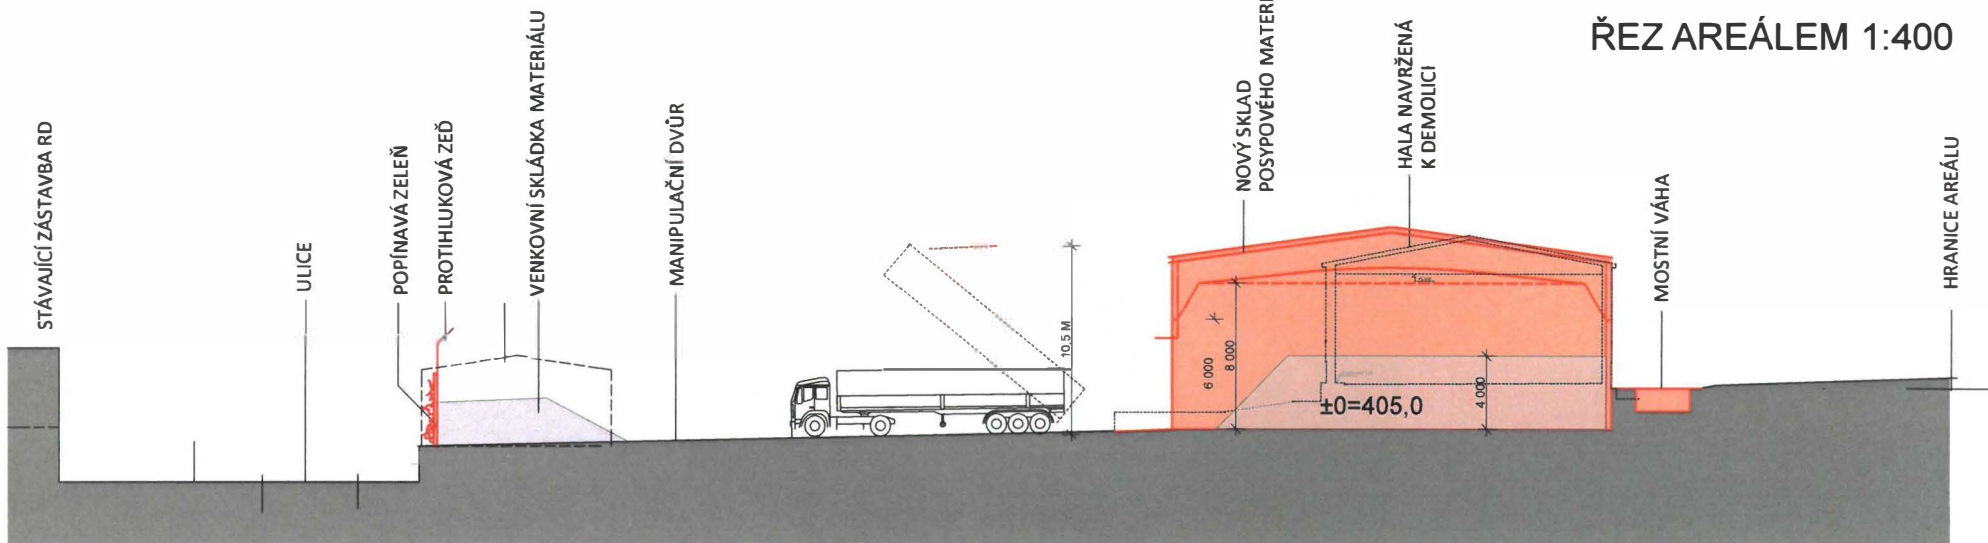 ŘEZ AREÁLEM 1:400
STÁVAJÍCÍ ZÁSTAVBA RD
ULICE
POPÍNAVÁ ZELEŇ
PROTIHLUKOVÁ ZEĎ
VENKOVNÍ SKLÁDKA MATERIÁLU
MANIPULAČNÍ DVŮR
10,5 M
NOVÝ SKLAD
POSYPOVÉHO
HALA NAVRŽENÁ
K DEMOLICI
MOSTNÍ VÁHA
HRANICE AREÁLU
6 000
8 000
4 000
±0=405,0